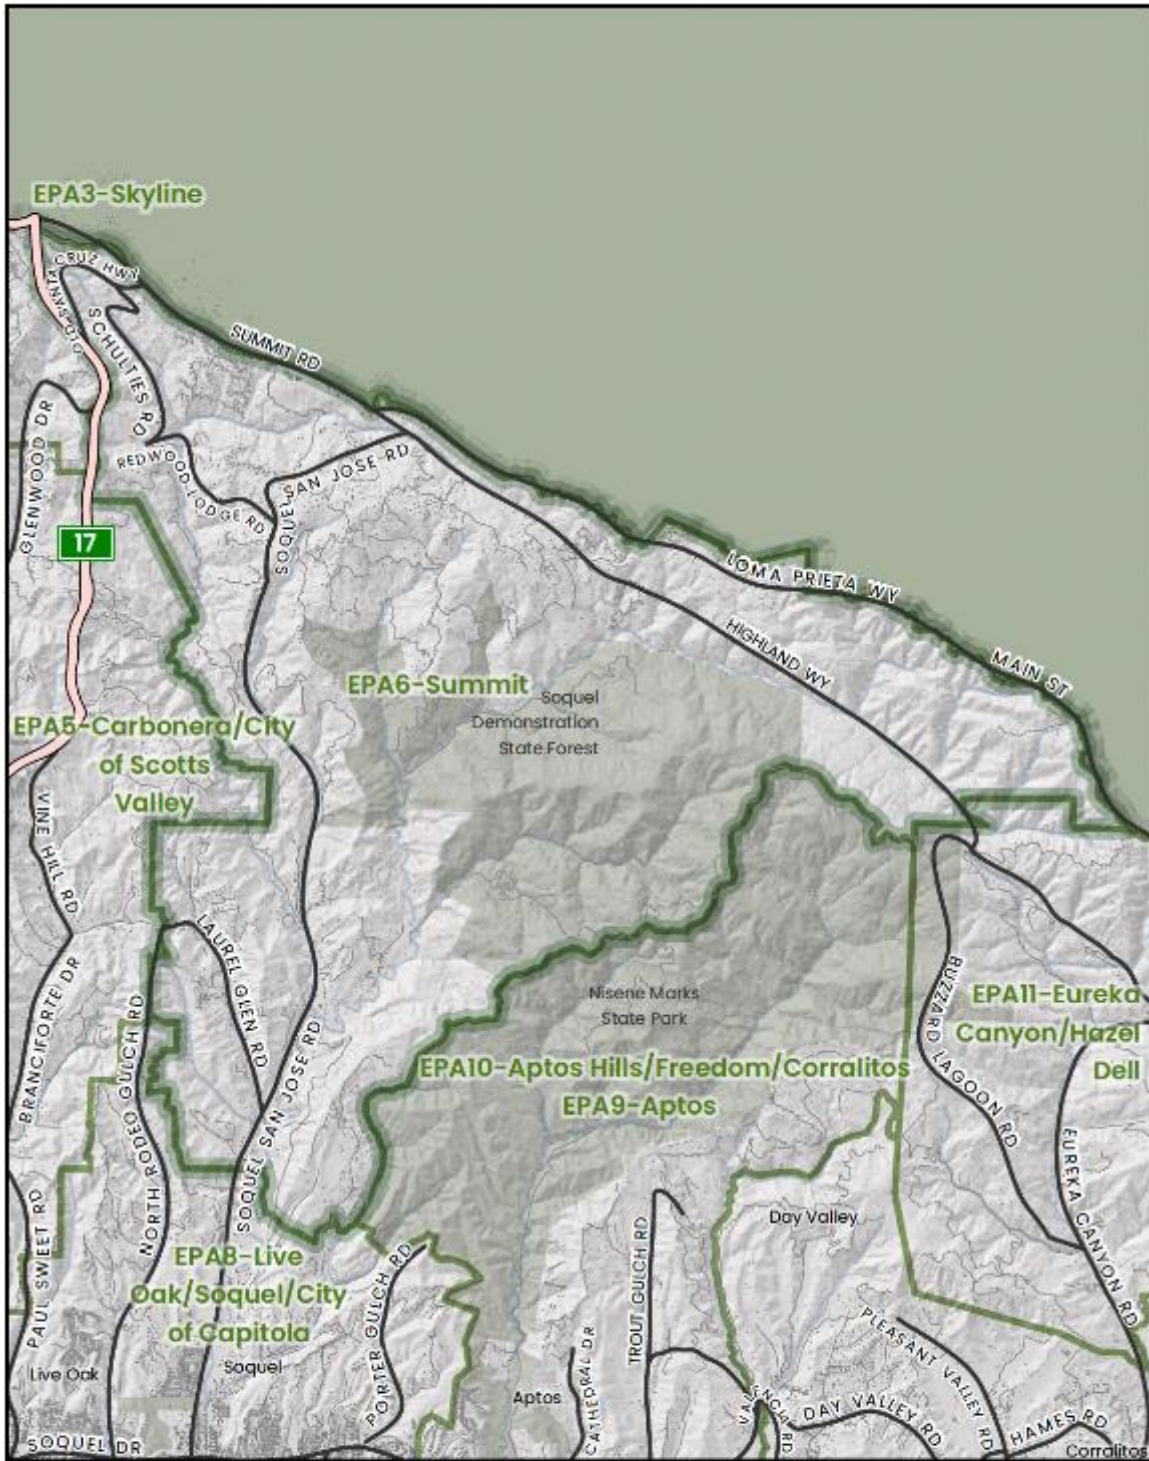 EPA3-Skyline
CRUZ HWY
OLD SANTA
SCHULTIES RD
SUMMIT RD
GLENWOOD DR
REDWOOD LODGE RD
SAN JOSE RD
SOQUEL
17
LOMA PRIETA WY
HIGHLAND WY
MAIN ST
EPA6-Summit
Soquel
Demonstration
State Forest
EPA5-Carbonera/City
of Scotts
Valley
VINE HILL RD
LAUREL GLEN RD
BRANCIFORTE DR
NORTH RODEO GULCH RD
SOQUEL SAN JOSE RD
Nisene Marks
State Park
BUZZARD LAGOON RD
EPA11-Eureka
Canyon/Hazel
Dell
EPA10-Aptos Hills/Freedom/Corralitos
EPA9-Aptos
EUREKA CANYON RD
PAUL SWEET RD
Day Valley
TROUT GULCH RD
EPA8-Live
Oak/Soquel/City
of Capitola
PORTER GULCH RD
PLEASANT VALLEY RD
Live Oak
Soquel
Aptos
CATHEDRAL DR
VALENCIA RD
DAY VALLEY RD
HAMES RD
SOQUEL DR
Corralitos